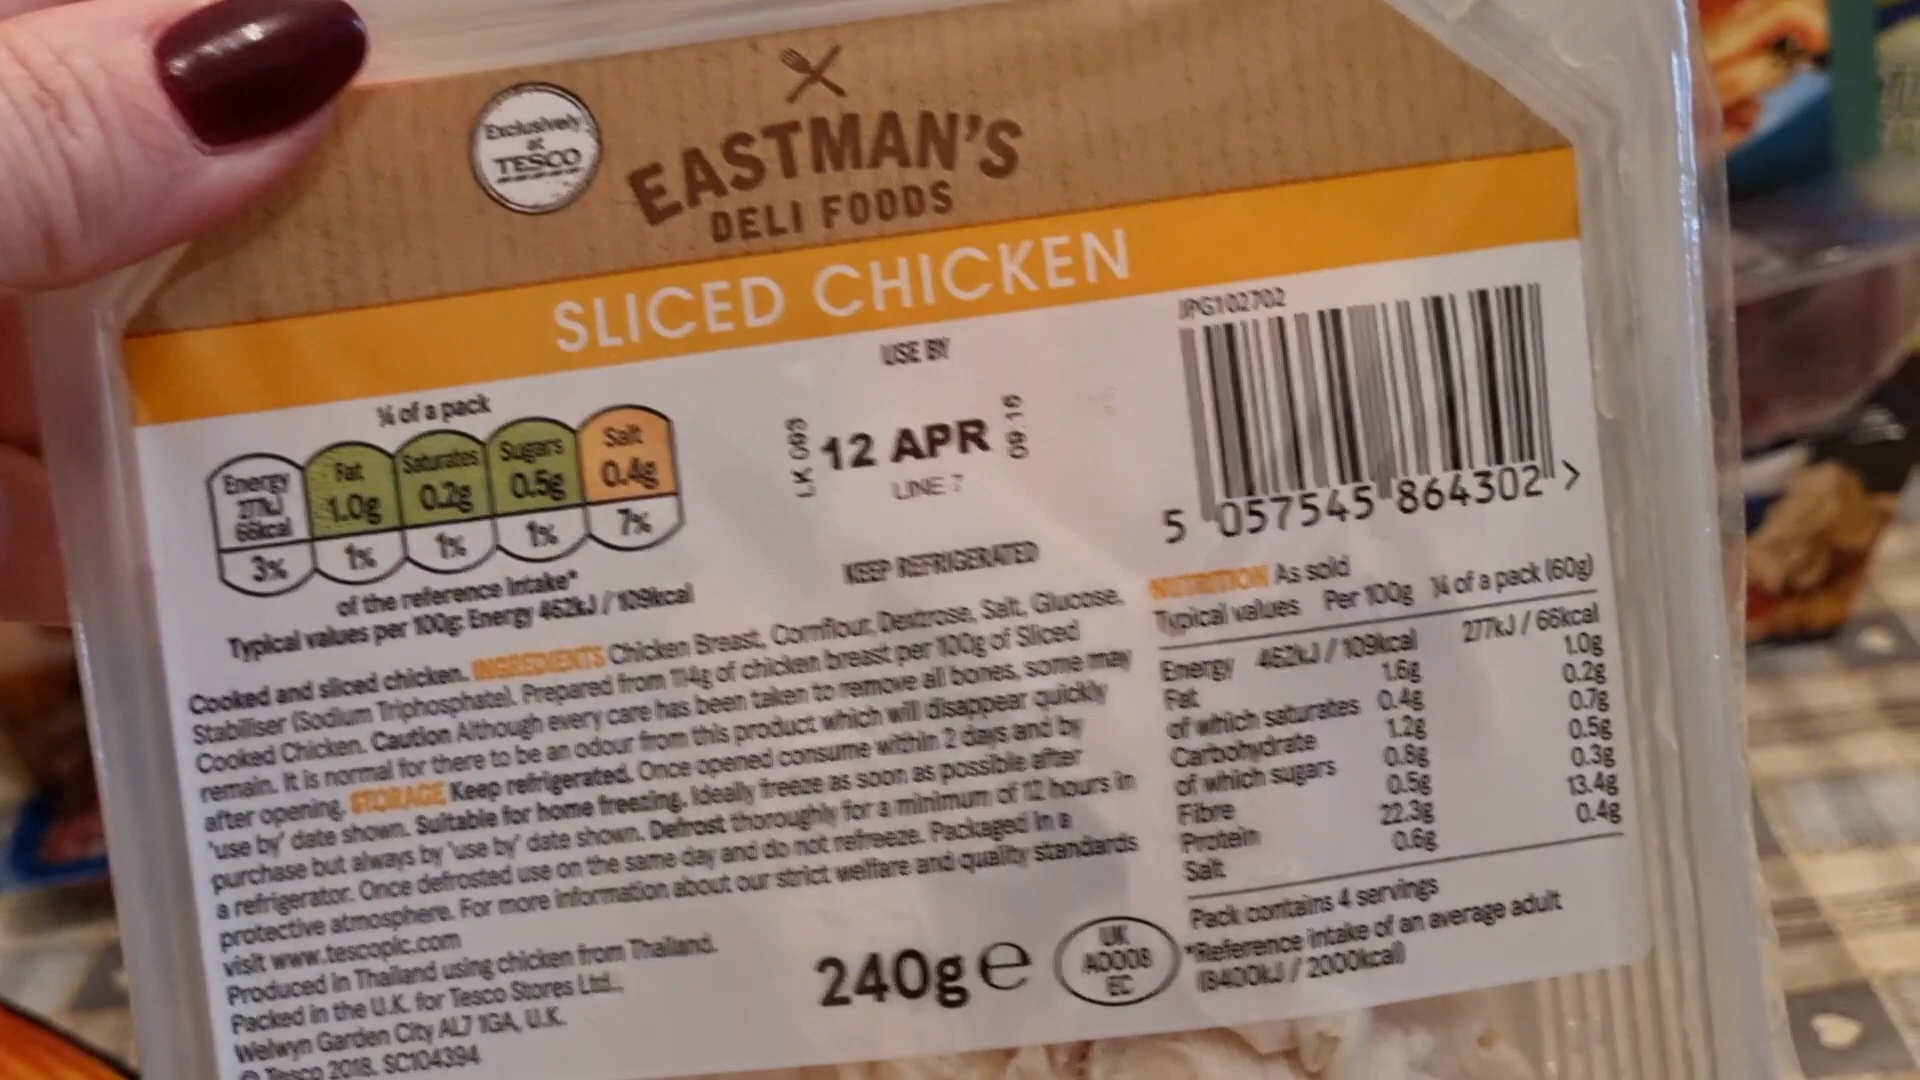 Exclusively
at
TESCO
EASTMAN'S
DELI FOODS
SLICED CHICKEN
USE BY
LK 093
12 APR
09:15
LINE 7
KEEP REFRIGERATED
¼ of a pack
Energy
277kJ
66kcal
3%
Fat
1.0g
1%
Saturates
0.2g
1%
Sugars
0.5g
1%
Salt
0.4g
7%
of the reference intake*
Typical values per 100g: Energy 462kJ / 109kcal
Cooked and sliced chicken. INGREDIENTS Chicken Breast, Cornflour, Dextrose, Salt, Glucose,
Stabiliser (Sodium Triphosphate). Prepared from 114g of chicken breast per 100g of Sliced
Cooked Chicken. Caution Although every care has been taken to remove all bones, some may
remain. It is normal for there to be an odour from this product which will disappear quickly
after opening. STORAGE Keep refrigerated. Once opened consume within 2 days and by
'use by' date shown. Suitable for home freezing. Ideally freeze as soon as possible after
purchase but always by 'use by' date shown. Defrost thoroughly for a minimum of 12 hours in
a refrigerator. Once defrosted use on the same day and do not refreeze. Packaged in a
protective atmosphere. For more information about our strict welfare and quality standards
visit www.tescoplc.com
Produced in Thailand using chicken from Thailand.
Packed in the U.K. for Tesco Stores Ltd.,
Welwyn Garden City AL7 1GA, U.K.
© Tesco 2018. SC104394
240g e
UK
AD008
EC
JPG102702
5 057545 864302 >
NUTRITION As sold
Typical values Per 100g ¼ of a pack (60g)
Energy 462kJ / 109kcal 277kJ / 66kcal
Fat 1.6g 1.0g
of which saturates 0.4g 0.2g
Carbohydrate 1.2g 0.7g
of which sugars 0.8g 0.5g
Fibre 0.5g 0.3g
Protein 22.3g 13.4g
Salt 0.6g 0.4g
Pack contains 4 servings
*Reference intake of an average adult
(8400kJ / 2000kcal)